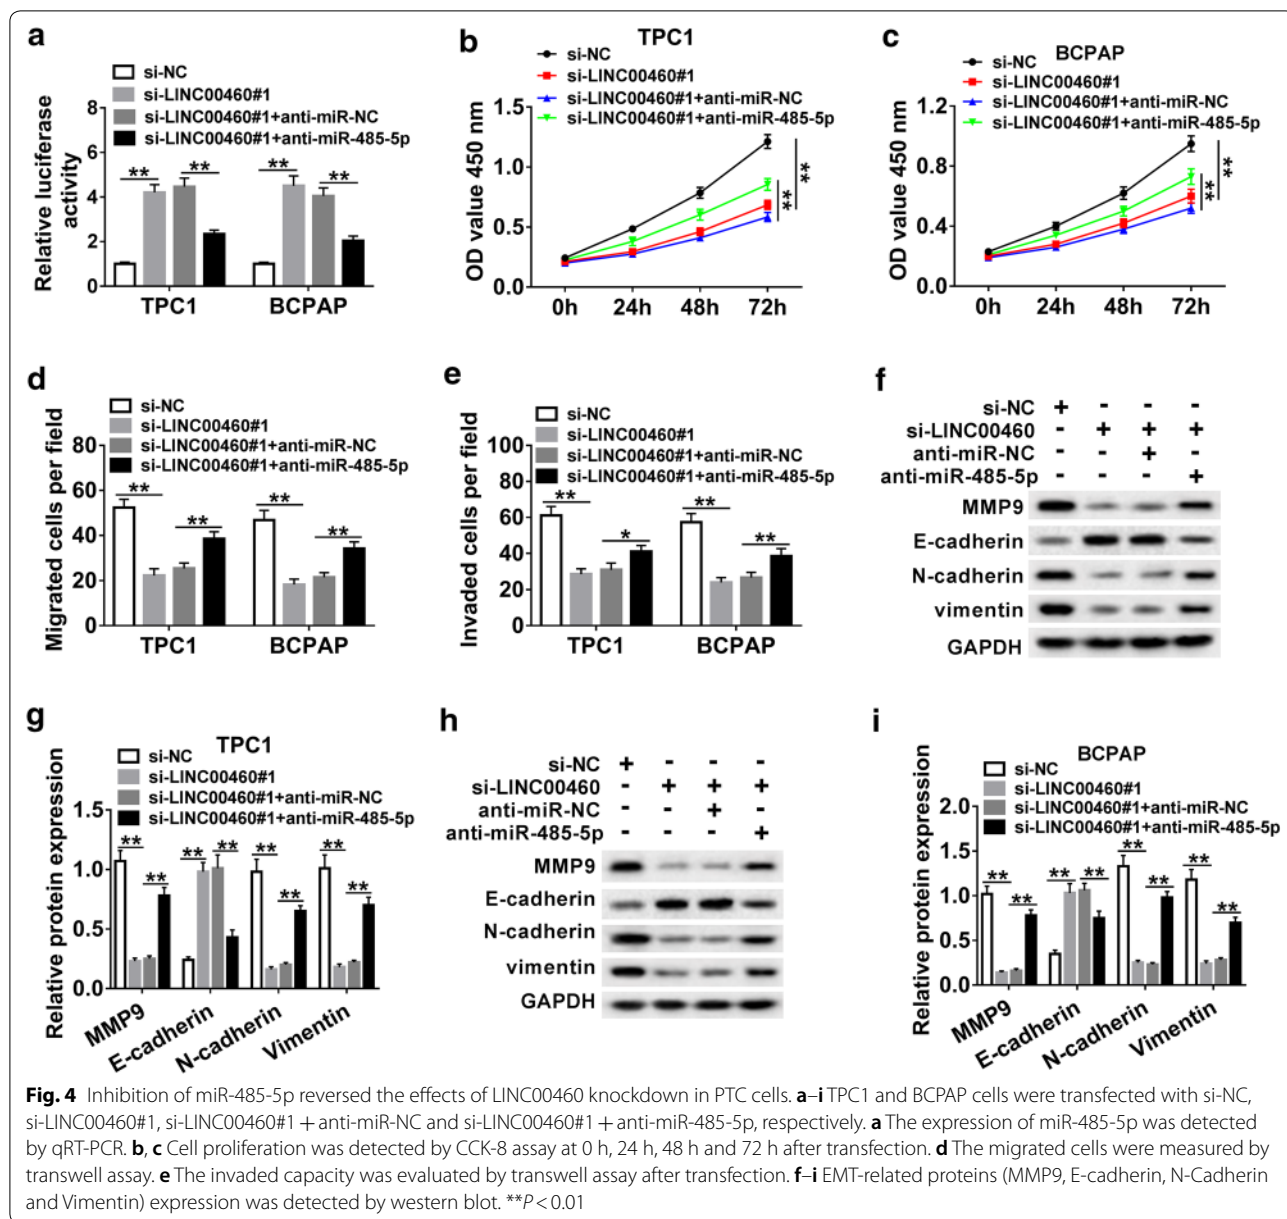 a
si-NC
si-LINC00460#1
si-LINC00460#1+anti-miR-NC
si-LINC00460#1+anti-miR-485-5p
Relative luciferase
activity
8
6
4
2
0
**
**
**
**
TPC1
BCPAP
b
TPC1
si-NC
si-LINC00460#1
si-LINC00460#1+anti-miR-NC
si-LINC00460#1+anti-miR-485-5p
OD value 450 nm
1.5
1.0
0.5
0.0
**
**
0h
24h
48h
72h
c
BCPAP
si-NC
si-LINC00460#1
si-LINC00460#1+anti-miR-NC
si-LINC00460#1+anti-miR-485-5p
OD value 450 nm
1.2
0.8
0.4
0.0
**
**
0h
24h
48h
72h
d
si-NC
si-LINC00460#1
si-LINC00460#1+anti-miR-NC
si-LINC00460#1+anti-miR-485-5p
Migrated cells per field
80
60
40
20
0
**
**
**
**
TPC1
BCPAP
e
si-NC
si-LINC00460#1
si-LINC00460#1+anti-miR-NC
si-LINC00460#1+anti-miR-485-5p
Invaded cells per field
100
80
60
40
20
0
**
*
**
**
TPC1
BCPAP
f
si-NC + - - -
si-LINC00460 - + + +
anti-miR-NC - - + -
anti-miR-485-5p - - - +
MMP9
E-cadherin
N-cadherin
vimentin
GAPDH
g
TPC1
si-NC
si-LINC00460#1
si-LINC00460#1+anti-miR-NC
si-LINC00460#1+anti-miR-485-5p
Relative protein expression
1.5
1.0
0.5
0.0
**
**
**
**
**
**
**
**
MMP9
E-cadherin
N-cadherin
Vimentin
h
si-NC + - - -
si-LINC00460 - + + +
anti-miR-NC - - + -
anti-miR-485-5p - - - +
MMP9
E-cadherin
N-cadherin
vimentin
GAPDH
i
BCPAP
si-NC
si-LINC00460#1
si-LINC00460#1+anti-miR-NC
si-LINC00460#1+anti-miR-485-5p
Relative protein expression
2.0
1.5
1.0
0.5
0.0
**
**
**
**
**
**
**
**
MMP9
E-cadherin
N-cadherin
Vimentin
Fig. 4 Inhibition of miR-485-5p reversed the effects of LINC00460 knockdown in PTC cells. a–i TPC1 and BCPAP cells were transfected with si-NC,
si-LINC00460#1, si-LINC00460#1 + anti-miR-NC and si-LINC00460#1 + anti-miR-485-5p, respectively. a The expression of miR-485-5p was detected
by qRT-PCR. b, c Cell proliferation was detected by CCK-8 assay at 0 h, 24 h, 48 h and 72 h after transfection. d The migrated cells were measured by
transwell assay. e The invaded capacity was evaluated by transwell assay after transfection. f–i EMT-related proteins (MMP9, E-cadherin, N-Cadherin
and Vimentin) expression was detected by western blot. **P < 0.01